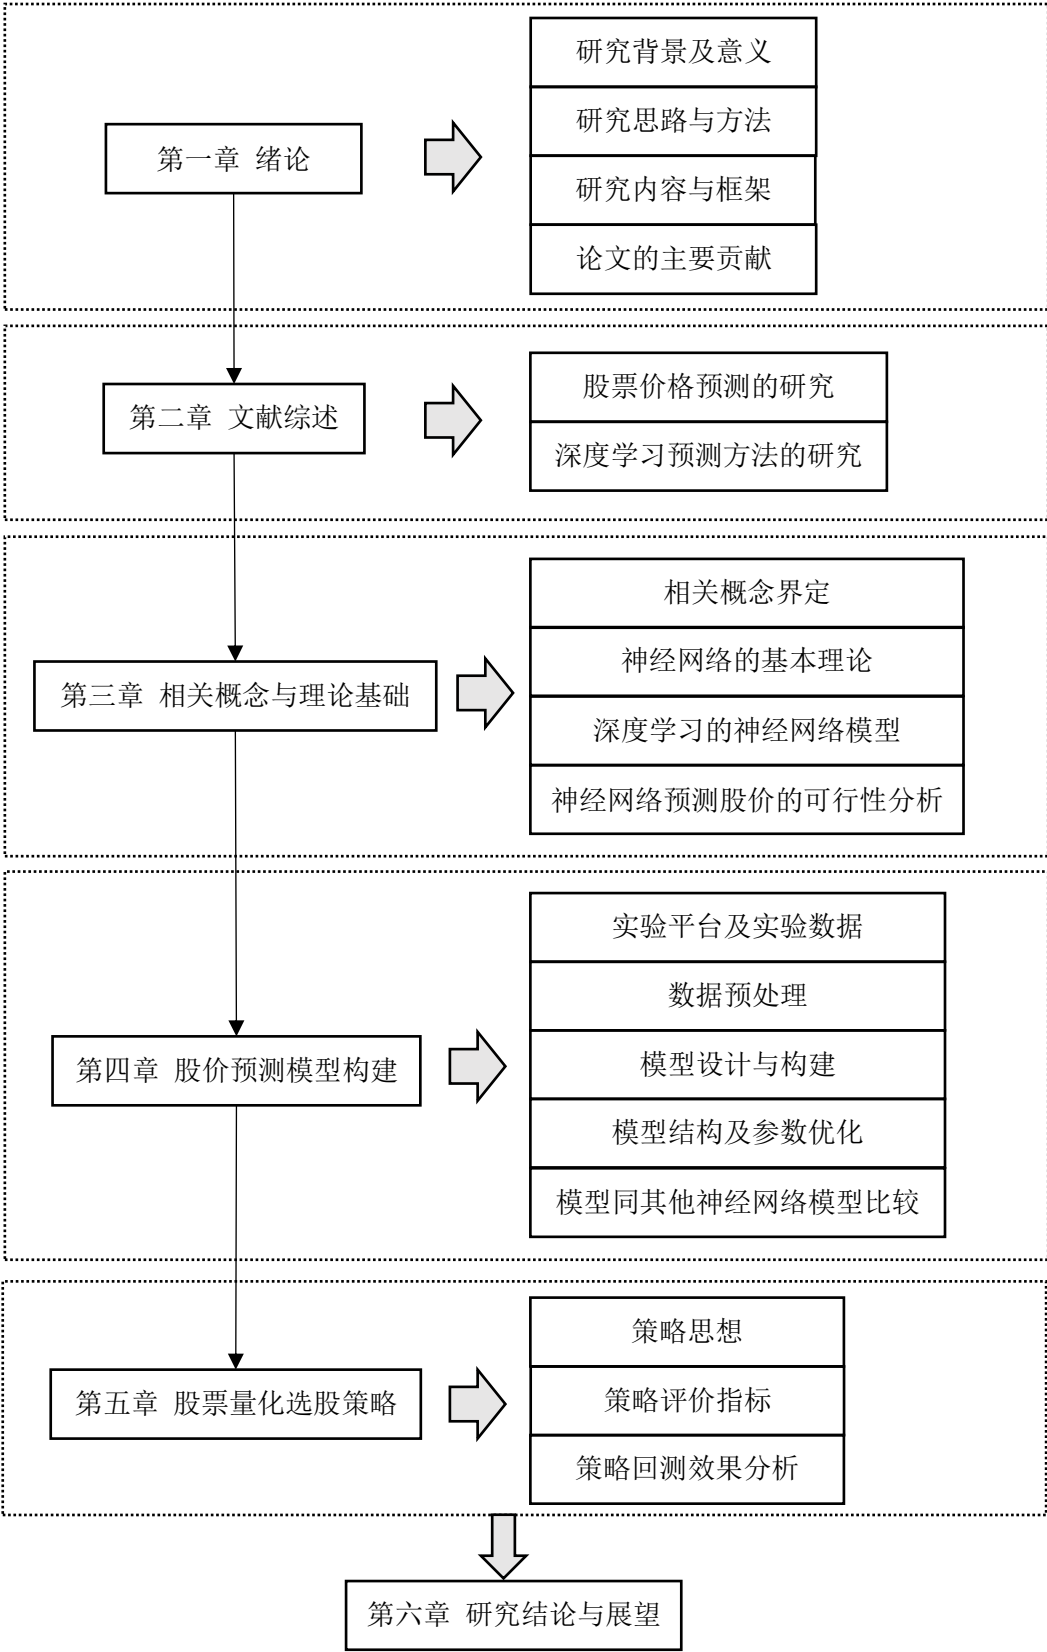 第一章 绪论
研究背景及意义
研究思路与方法
研究内容与框架
论文的主要贡献
第二章 文献综述
股票价格预测的研究
深度学习预测方法的研究
第三章 相关概念与理论基础
相关概念界定
神经网络的基本理论
深度学习的神经网络模型
神经网络预测股价的可行性分析
第四章 股价预测模型构建
实验平台及实验数据
数据预处理
模型设计与构建
模型结构及参数优化
模型同其他神经网络模型比较
第五章 股票量化选股策略
策略思想
策略评价指标
策略回测效果分析
第六章 研究结论与展望